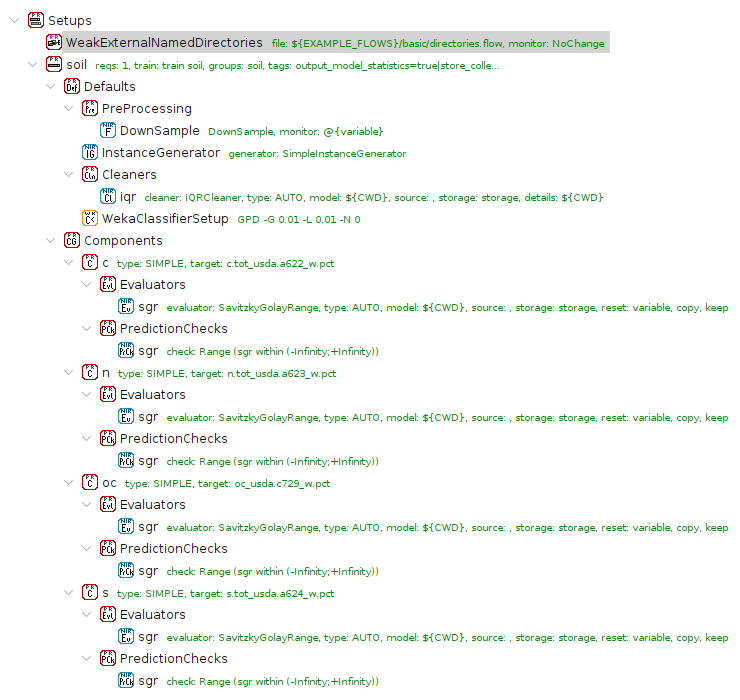 Setups
WeakExternalNamedDirectories file: ${EXAMPLE_FLOWS}/basic/directories.flow, monitor: NoChange
soil reqs: 1, train: train soil, groups: soil, tags: output_model_statistics=true|store_colle...
Defaults
PreProcessing
DownSample DownSample, monitor: @{variable}
InstanceGenerator generator: SimpleInstanceGenerator
Cleaners
iqr cleaner: IQRCleaner, type: AUTO, model: ${CWD}, source: , storage: storage, details: ${CWD}
WekaClassifierSetup GPD -G 0.01 -L 0.01 -N 0
Components
c type: SIMPLE, target: c.tot_usda.a622_w.pct
Evaluators
sgr evaluator: SavitzkyGolayRange, type: AUTO, model: ${CWD}, source: , storage: storage, reset: variable, copy, keep
PredictionChecks
sgr check: Range (sgr within (-Infinity;+Infinity))
n type: SIMPLE, target: n.tot_usda.a623_w.pct
Evaluators
sgr evaluator: SavitzkyGolayRange, type: AUTO, model: ${CWD}, source: , storage: storage, reset: variable, copy, keep
PredictionChecks
sgr check: Range (sgr within (-Infinity;+Infinity))
oc type: SIMPLE, target: oc_usda.c729_w.pct
Evaluators
sgr evaluator: SavitzkyGolayRange, type: AUTO, model: ${CWD}, source: , storage: storage, reset: variable, copy, keep
PredictionChecks
sgr check: Range (sgr within (-Infinity;+Infinity))
s type: SIMPLE, target: s.tot_usda.a624_w.pct
Evaluators
sgr evaluator: SavitzkyGolayRange, type: AUTO, model: ${CWD}, source: , storage: storage, reset: variable, copy, keep
PredictionChecks
sgr check: Range (sgr within (-Infinity;+Infinity))